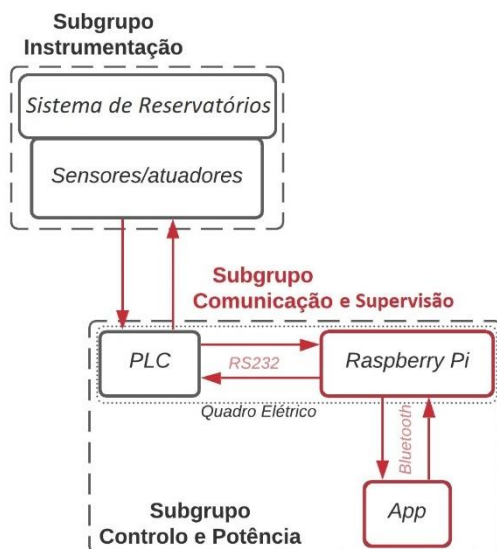 Subgrupo
Instrumentação
Sistema de Reservatórios
Sensores/atuadores
Subgrupo
Comunicação e Supervisão
PLC
RS232
Raspberry Pi
Quadro Elétrico
Bluetooth
App
Subgrupo
Controlo e Potência